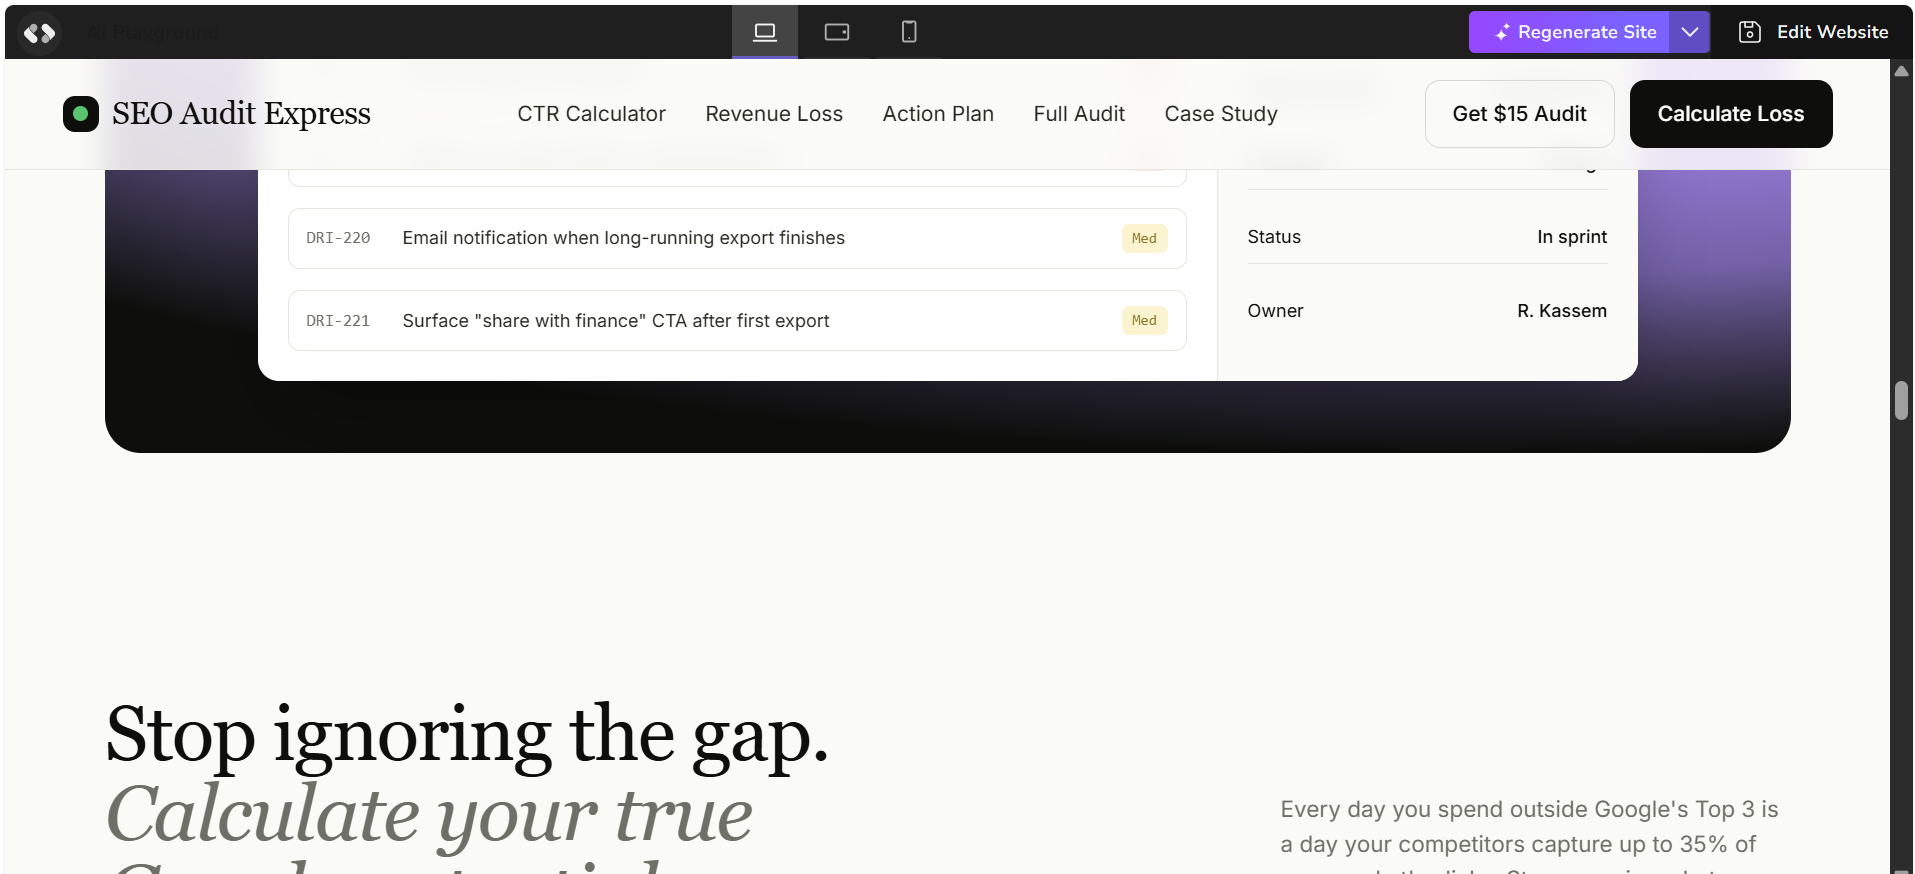 AI Playground
Regenerate Site
Edit Website
SEO Audit Express
CTR Calculator
Revenue Loss
Action Plan
Full Audit
Case Study
Get $15 Audit
Calculate Loss
DRI-220 Email notification when long-running export finishes Med
DRI-221 Surface "share with finance" CTA after first export Med
Status In sprint
Owner R. Kassem
Stop ignoring the gap.
Calculate your true
Every day you spend outside Google's Top 3 is
a day your competitors capture up to 35% of